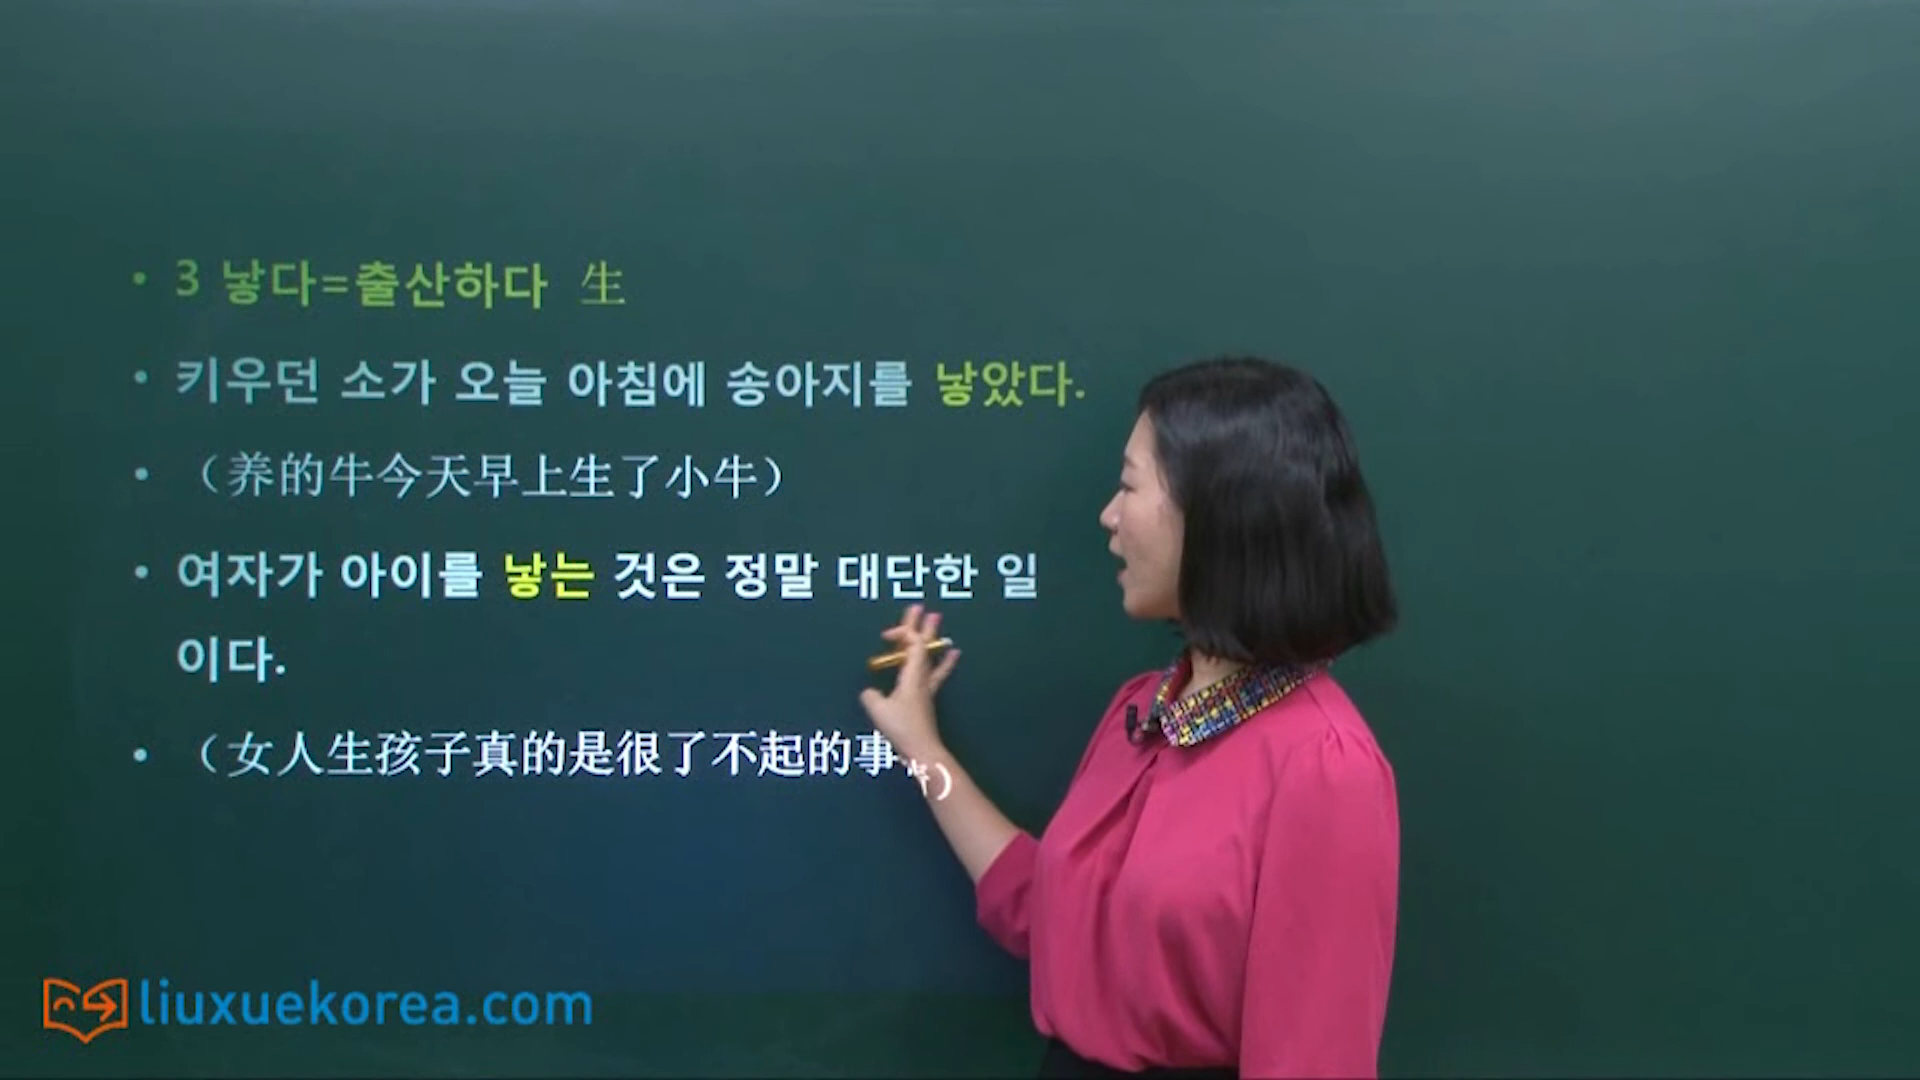 • 3 낳다=출산하다 生
• 키우던 소가 오늘 아침에 송아지를 낳았다.
• （养的牛今天早上生了小牛）
• 여자가 아이를 낳는 것은 정말 대단한 일
이다.
• （女人生孩子真的是很了不起的事）
liuxuekorea.com